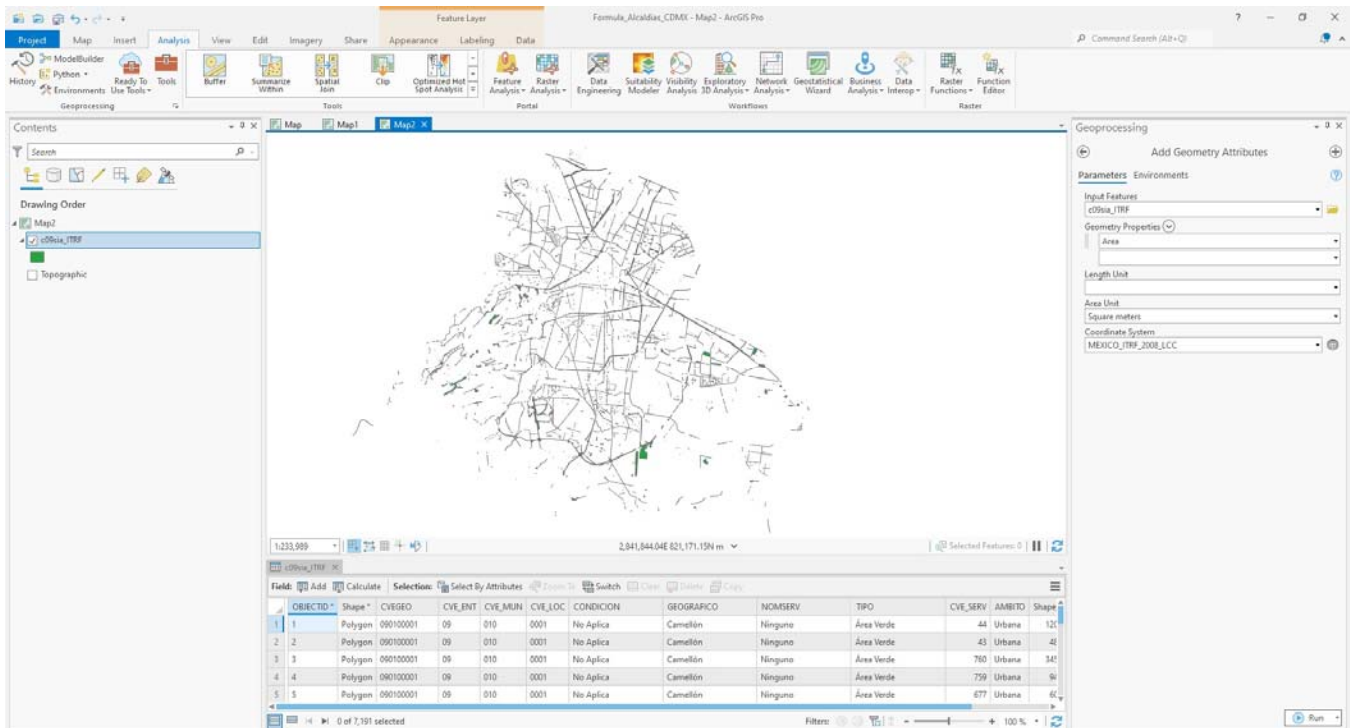 Feature Layer
Formula_Alcaldias_CDMX - Map2 - ArcGIS Pro
Project Map Insert Analysis View Edit Imagery Share Appearance Labeling Data
Command Search (Alt+Q)
History
ModelBuilder
Python
Environments
Ready To Use Tools
Tools
Buffer
Summarize Within
Spatial Join
Clip
Optimized Hot Spot Analysis
Feature Analysis
Raster Analysis
Data Engineering
Suitability Modeler
Visibility Analysis
Exploratory 3D Analysis
Network Analysis
Geostatistical Wizard
Business Analysis
Data Interop
Raster Functions
Function Editor
Geoprocessing Tools Portal Workflows Raster
Contents
Search
Drawing Order
Map2
c09sia_ITRF
Topographic
Map Map1 Map2
1:233,989
2,841,844.04E 821,171.15N m
Selected Features: 0
c09sia_ITRF
Field: Add Calculate Selection: Select By Attributes Zoom To Switch Clear Delete Copy
OBJECTID * Shape * CVEGEO CVE_ENT CVE_MUN CVE_LOC CONDICION GEOGRAFICO NOMSERV TIPO CVE_SERV AMBITO Shape
1 1 Polygon 090100001 09 010 0001 No Aplica Camellón Ninguno Área Verde 44 Urbana
2 2 Polygon 090100001 09 010 0001 No Aplica Camellón Ninguno Área Verde 43 Urbana
3 3 Polygon 090100001 09 010 0001 No Aplica Camellón Ninguno Área Verde 760 Urbana
4 4 Polygon 090100001 09 010 0001 No Aplica Camellón Ninguno Área Verde 759 Urbana
5 5 Polygon 090100001 09 010 0001 No Aplica Camellón Ninguno Área Verde 677 Urbana
0 of 7,191 selected
Filters:
100 %
Geoprocessing
Add Geometry Attributes
Parameters Environments
Input Features
c09sia_ITRF
Geometry Properties
Area
Length Unit
Area Unit
Square meters
Coordinate System
MEXICO_ITRF_2008_LCC
Run